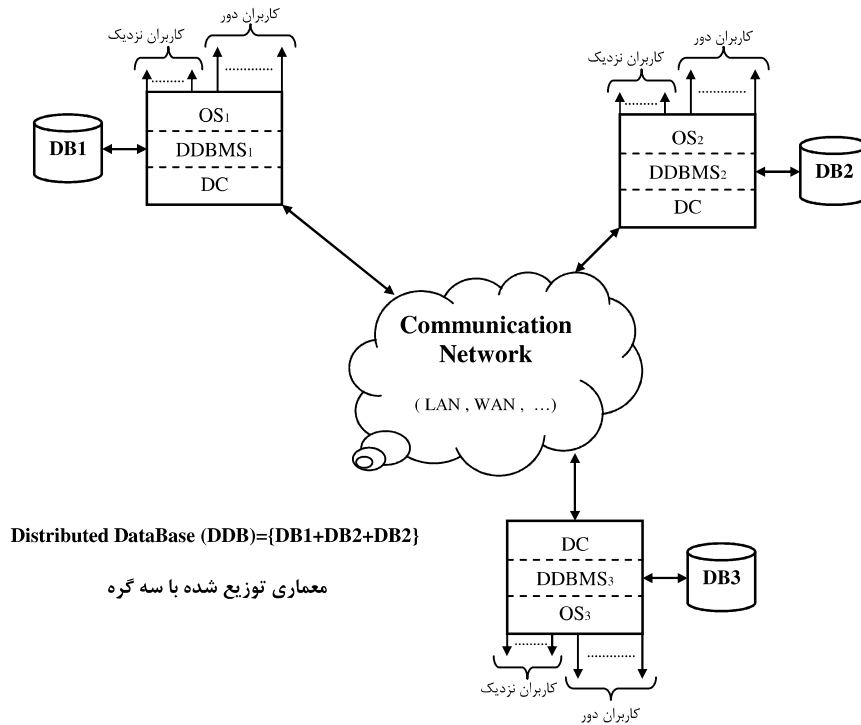 کاربران دور
کاربران نزدیک
............
.........
OS1
DDBMS1
DC
DB1
کاربران دور
کاربران نزدیک
............
.........
OS2
DDBMS2
DC
DB2
Communication
Network
( LAN , WAN , ...)
Distributed DataBase (DDB)={DB1+DB2+DB2}
معماری توزیع شده با سه گره
DC
DDBMS3
OS3
DB3
.........
............
کاربران نزدیک
کاربران دور